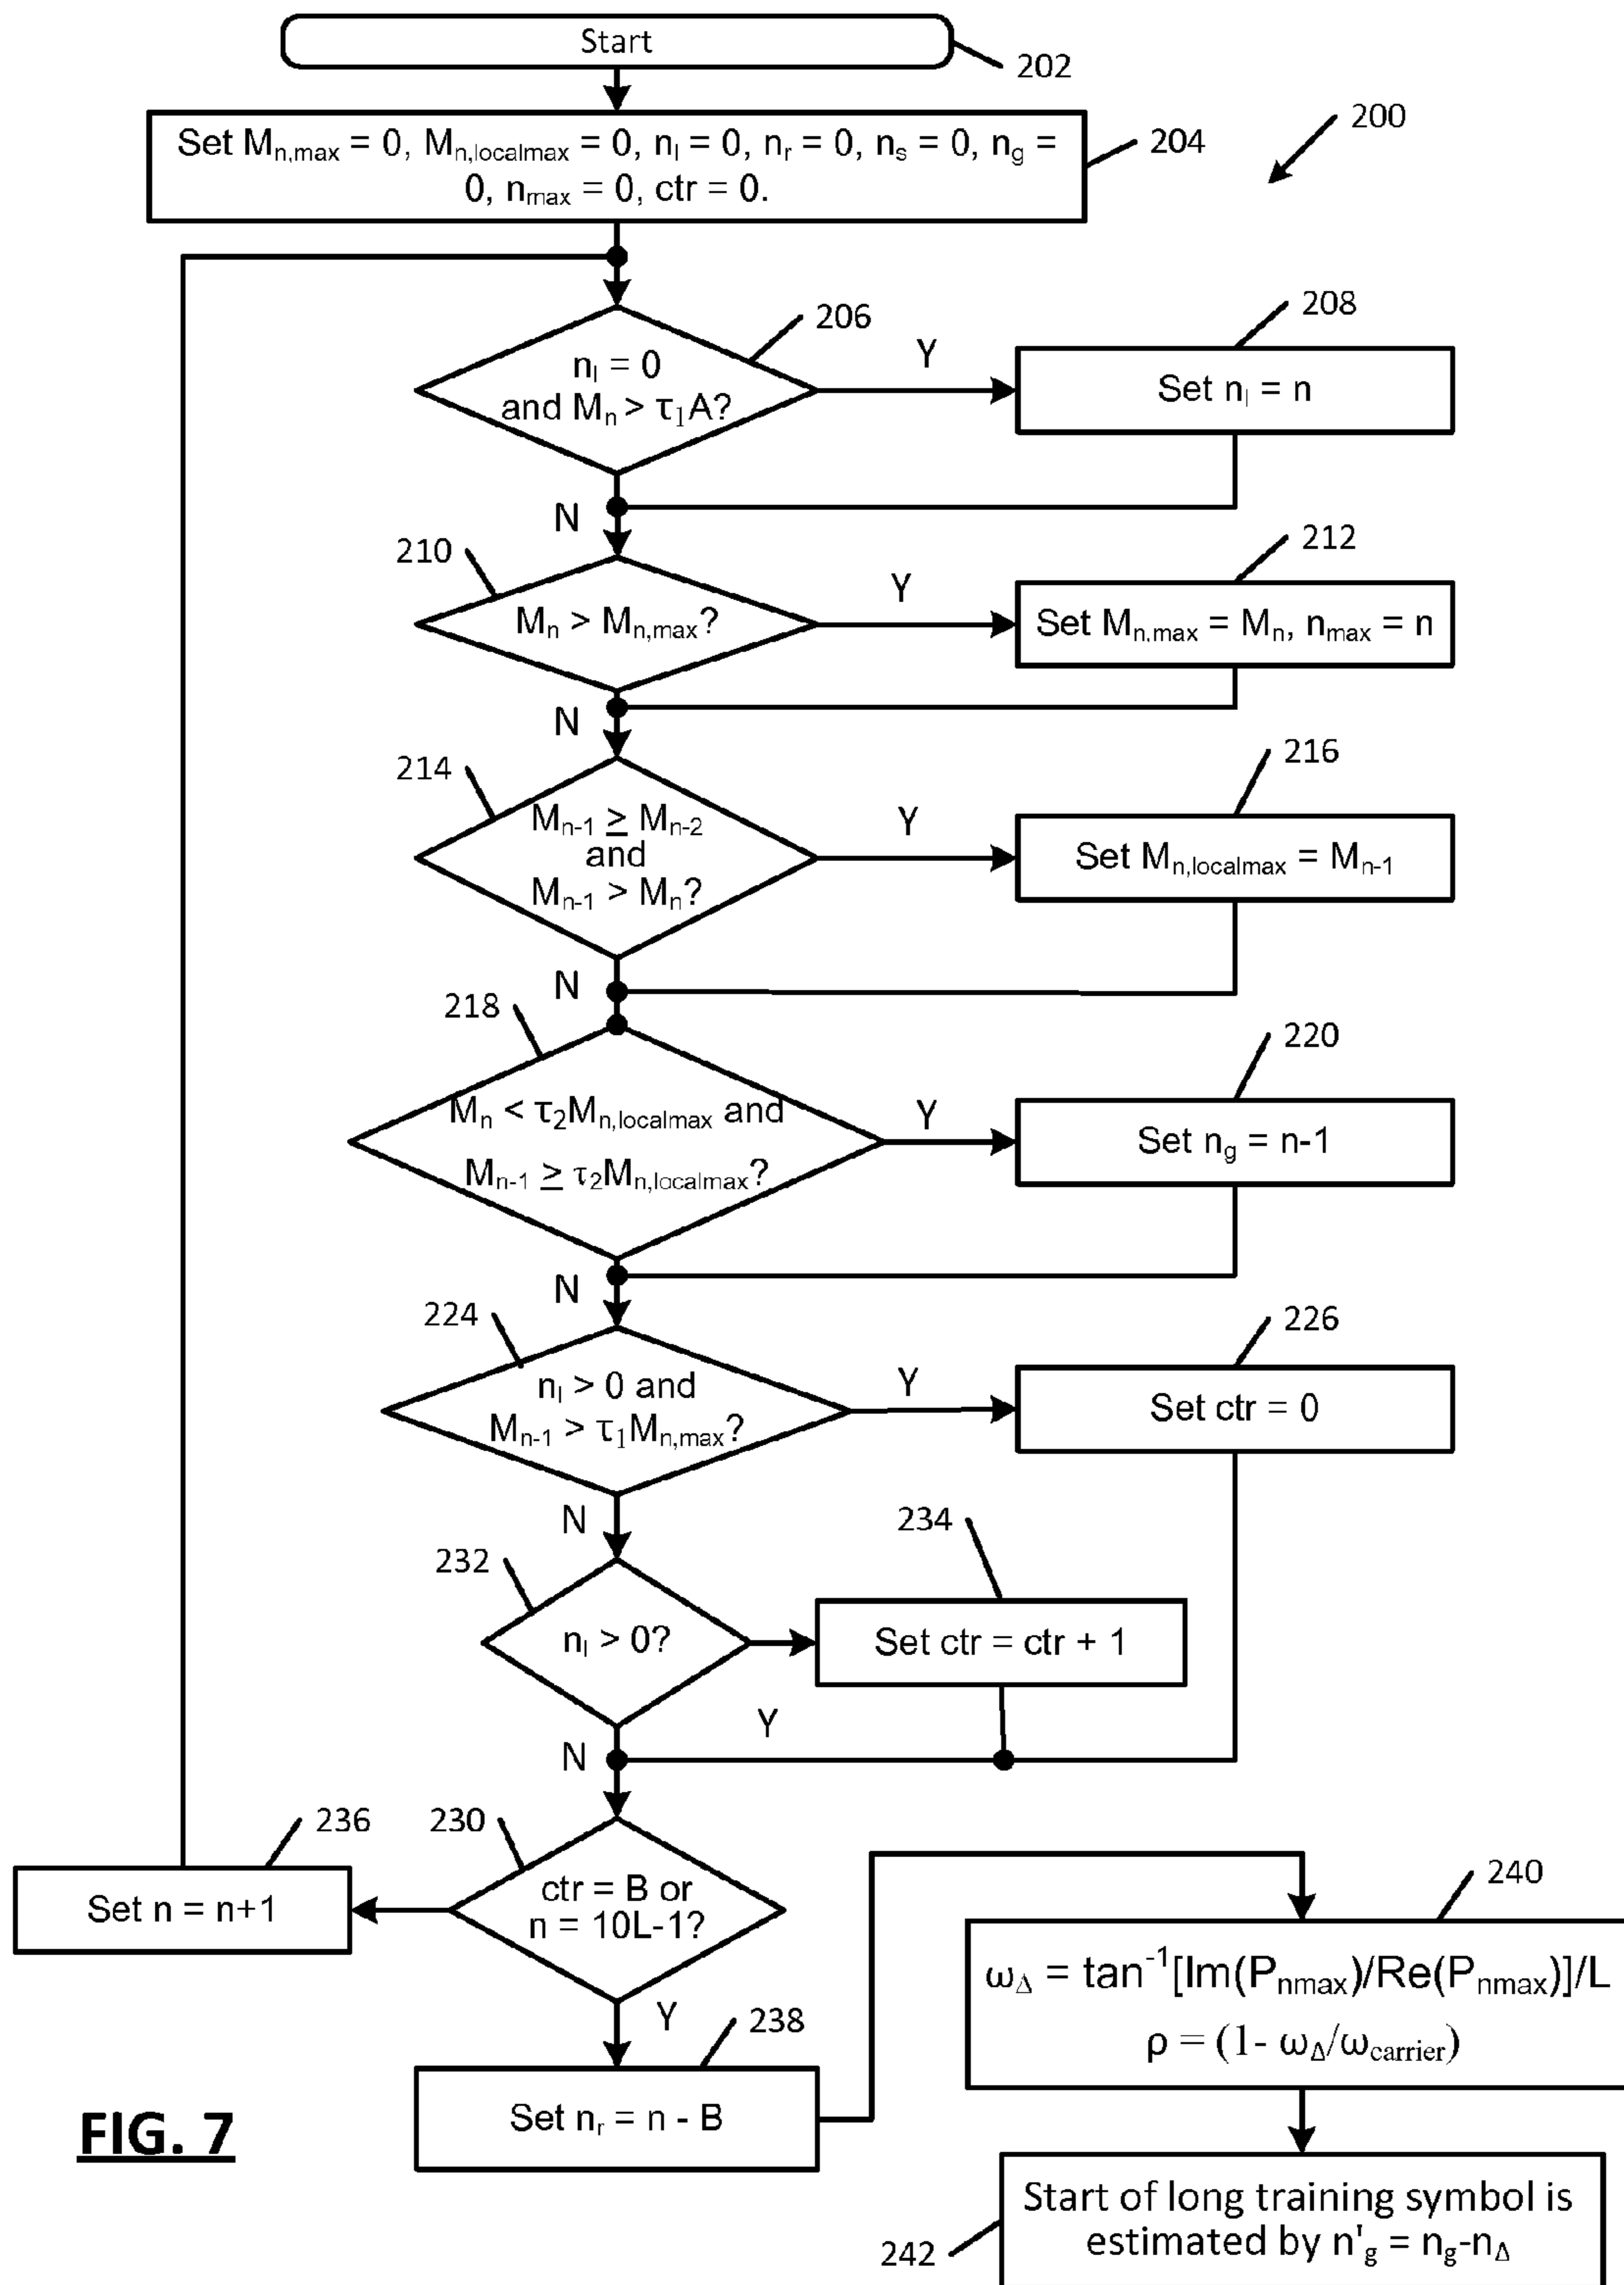 Start
202
200
Set Mn,max = 0, Mn,localmax = 0, nl = 0, nr = 0, ns = 0, ng =
0, nmax = 0, ctr = 0.
204
206
nl = 0
and Mn > τ1A?
Y
208
Set nl = n
N
210
Mn > Mn,max?
Y
212
Set Mn,max = Mn, nmax = n
N
214
Mn-1 ≥ Mn-2
and
Mn-1 > Mn?
Y
216
Set Mn,localmax = Mn-1
N
218
Mn < τ2Mn,localmax and
Mn-1 ≥ τ2Mn,localmax?
Y
220
Set ng = n-1
N
224
nl > 0 and
Mn-1 > τ1Mn,max?
Y
226
Set ctr = 0
N
232
nl > 0?
234
Set ctr = ctr + 1
Y
N
236
Set n = n+1
230
ctr = B or
n = 10L-1?
Y
238
Set nr = n - B
240
ωΔ = tan-1[Im(Pnmax)/Re(Pnmax)]/L
ρ = (1- ωΔ/ωcarrier)
Start of long training symbol is
estimated by n'g = ng-nΔ
242
FIG. 7